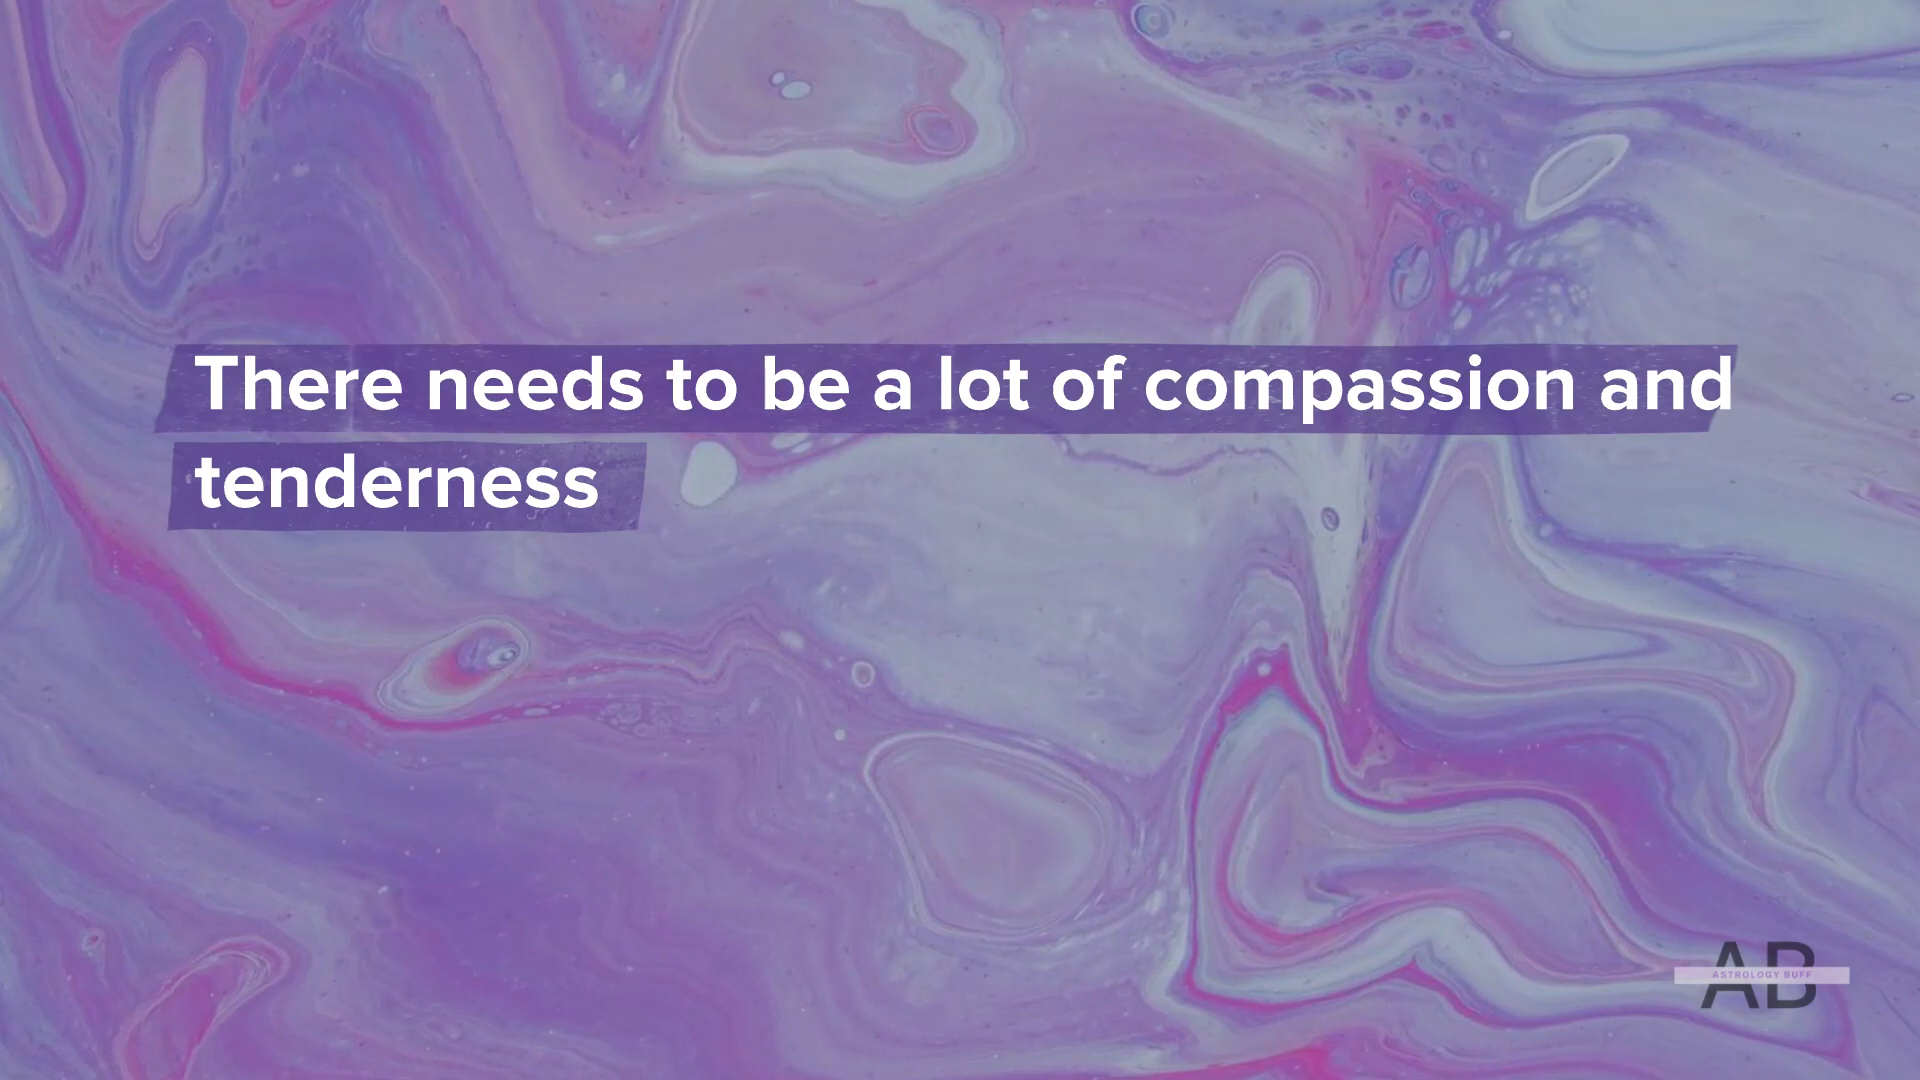 There needs to be a lot of compassion and
tenderness
AB
ASTROLOGY BUFF